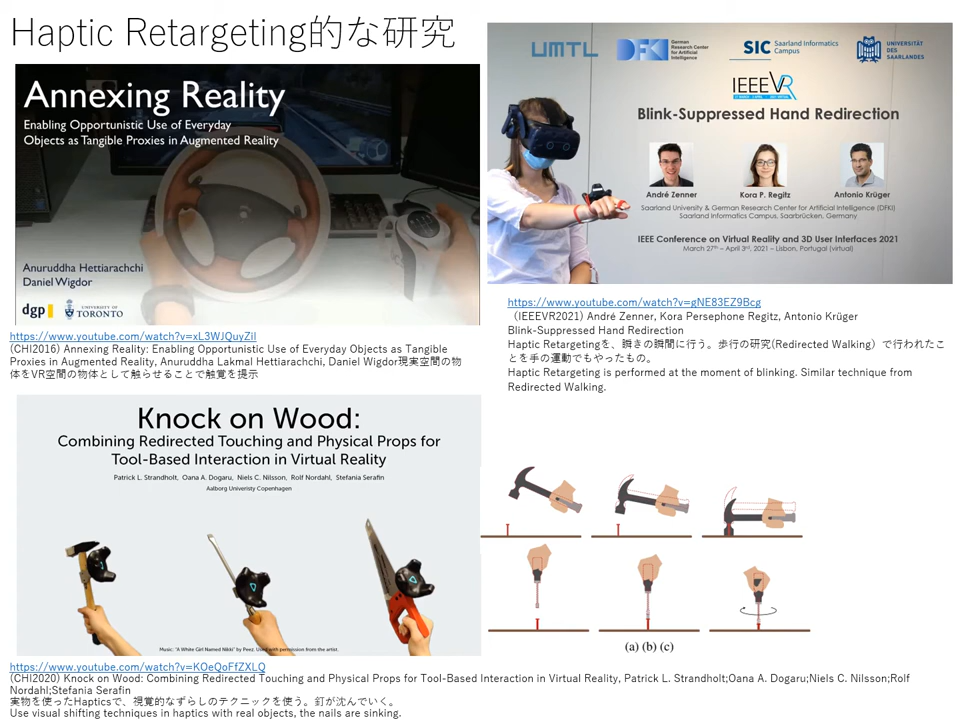 Haptic Retargeting的な研究
Annexing Reality
Enabling Opportunistic Use of Everyday
Objects as Tangible Proxies in Augmented Reality
Anuruddha Hettiarachchi
Daniel Wigdor
dgp
UNIVERSITY OF
TORONTO
https://www.youtube.com/watch?v=xL3WJQuyZiI
(CHI2016) Annexing Reality: Enabling Opportunistic Use of Everyday Objects as Tangible
Proxies in Augmented Reality, Anuruddha Lakmal Hettiarachchi, Daniel Wigdor現実空間の物
体をVR空間の物体として触らせることで触覚を提示
UMTL
DFKI
German
Research Center
for Artificial
Intelligence
SIC Saarland Informatics
Campus
UNIVERSITÄT
DES
SAARLANDES
IEEEVR
Blink-Suppressed Hand Redirection
André Zenner
Kora P. Regitz
Antonio Krüger
Saarland University & German Research Center for Artificial Intelligence (DFKI)
Saarland Informatics Campus, Saarbrücken, Germany
IEEE Conference on Virtual Reality and 3D User Interfaces 2021
March 27th – April 3rd, 2021 – Lisbon, Portugal (virtual)
https://www.youtube.com/watch?v=gNE83EZ9Bcg
（IEEEVR2021) André Zenner, Kora Persephone Regitz, Antonio Krüger
Blink-Suppressed Hand Redirection
Haptic Retargetingを、瞬きの瞬間に行う。歩行の研究(Redirected Walking）で行われたこ
とを手の運動でもやったもの。
Haptic Retargeting is performed at the moment of blinking. Similar technique from
Redirected Walking.
Knock on Wood:
Combining Redirected Touching and Physical Props for
Tool-Based Interaction in Virtual Reality
Patrick L. Strandholt, Oana A. Dogaru, Niels C. Nilsson, Rolf Nordahl, Stefania Serafin
Aalborg Univeristy Copenhagen
Music: "A White Girl Named Nikki" by Peez. Used with permission from the artist.
(a) (b) (c)
https://www.youtube.com/watch?v=KOeQoFfZXLQ
(CHI2020) Knock on Wood: Combining Redirected Touching and Physical Props for Tool-Based Interaction in Virtual Reality, Patrick L. Strandholt;Oana A. Dogaru;Niels C. Nilsson;Rolf
Nordahl;Stefania Serafin
実物を使ったHapticsで、視覚的なずらしのテクニックを使う。釘が沈んでいく。
Use visual shifting techniques in haptics with real objects, the nails are sinking.